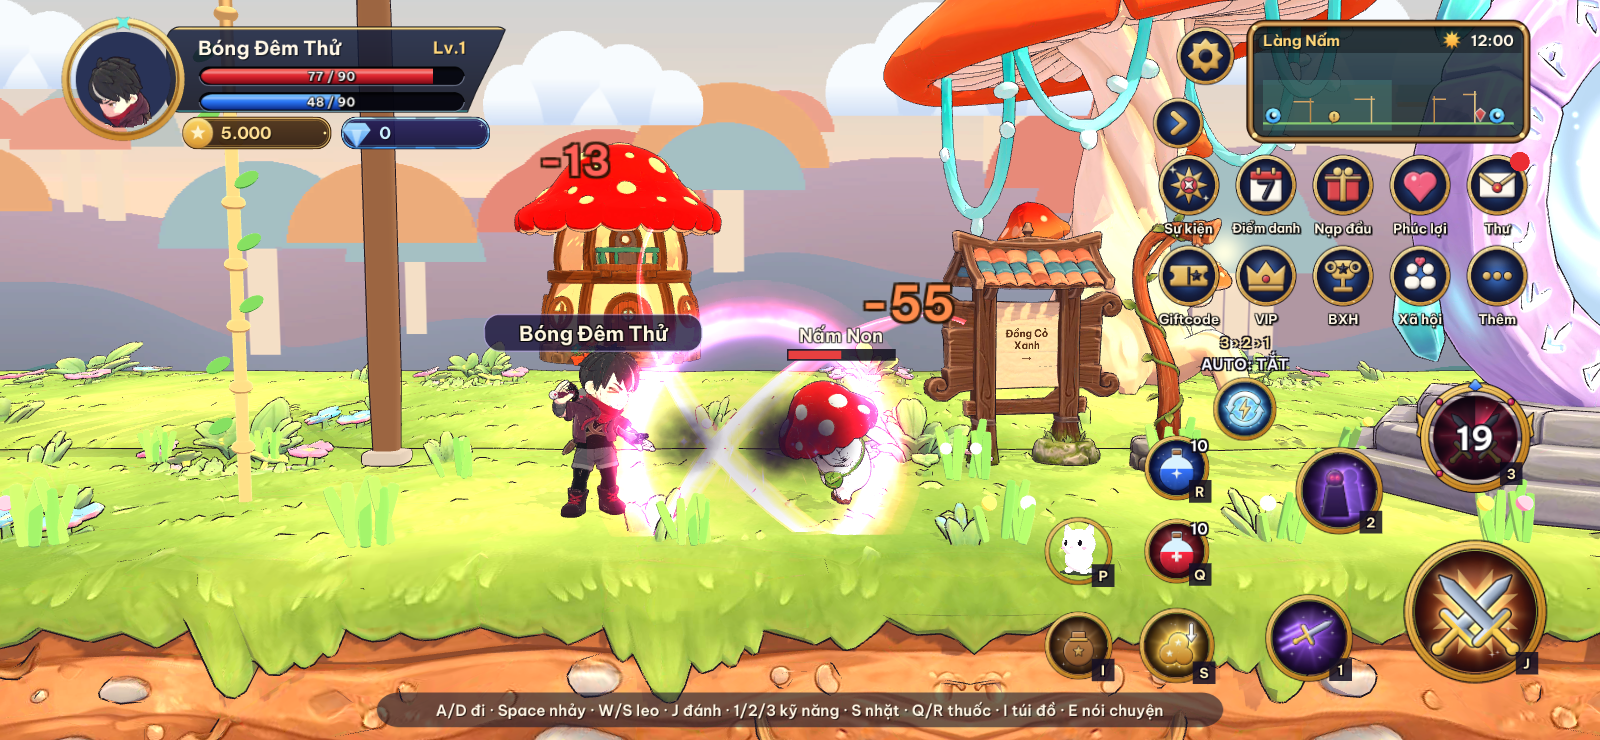 Bóng Đêm Thử
Lv.1
77 / 90
48 / 90
5.000
0
Làng Nấm
12:00
-13
-55
Bóng Đêm Thử
Nấm Non
Đồng Cỏ
Xanh
→
7
Sự kiện
Điểm danh
Nạp đầu
Phúc lợi
Thư
Giftcode
VIP
BXH
Xã hội
Thêm
3>2>1
AUTO: TẮT
10
R
10
Q
P
I
S
19
3
2
1
J
A/D đi · Space nhảy · W/S leo · J đánh · 1/2/3 kỹ năng · S nhặt · Q/R thuốc · I túi đồ · E nói chuyện